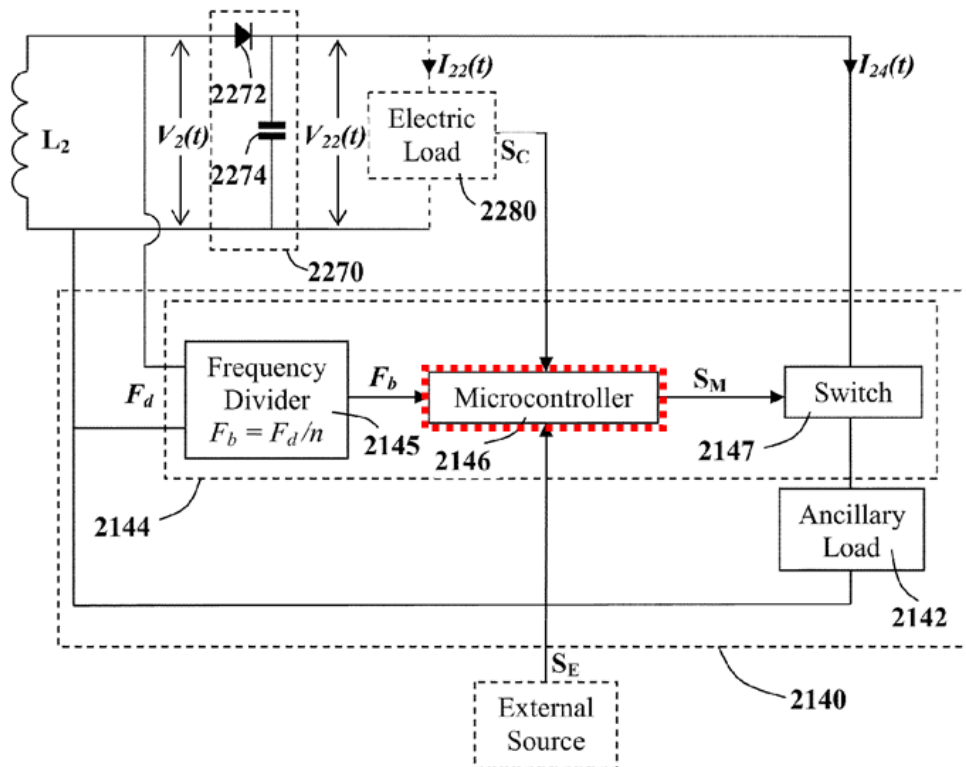 2272
I22(t)
I24(t)
L2
V2(t)
V22(t)
2274
Electric
Load
SC
2280
2270
Fd
Frequency
Divider
Fb = Fd/n
2145
Fb
Microcontroller
2146
SM
Switch
2147
2144
Ancillary
Load
2142
SE
2140
External
Source